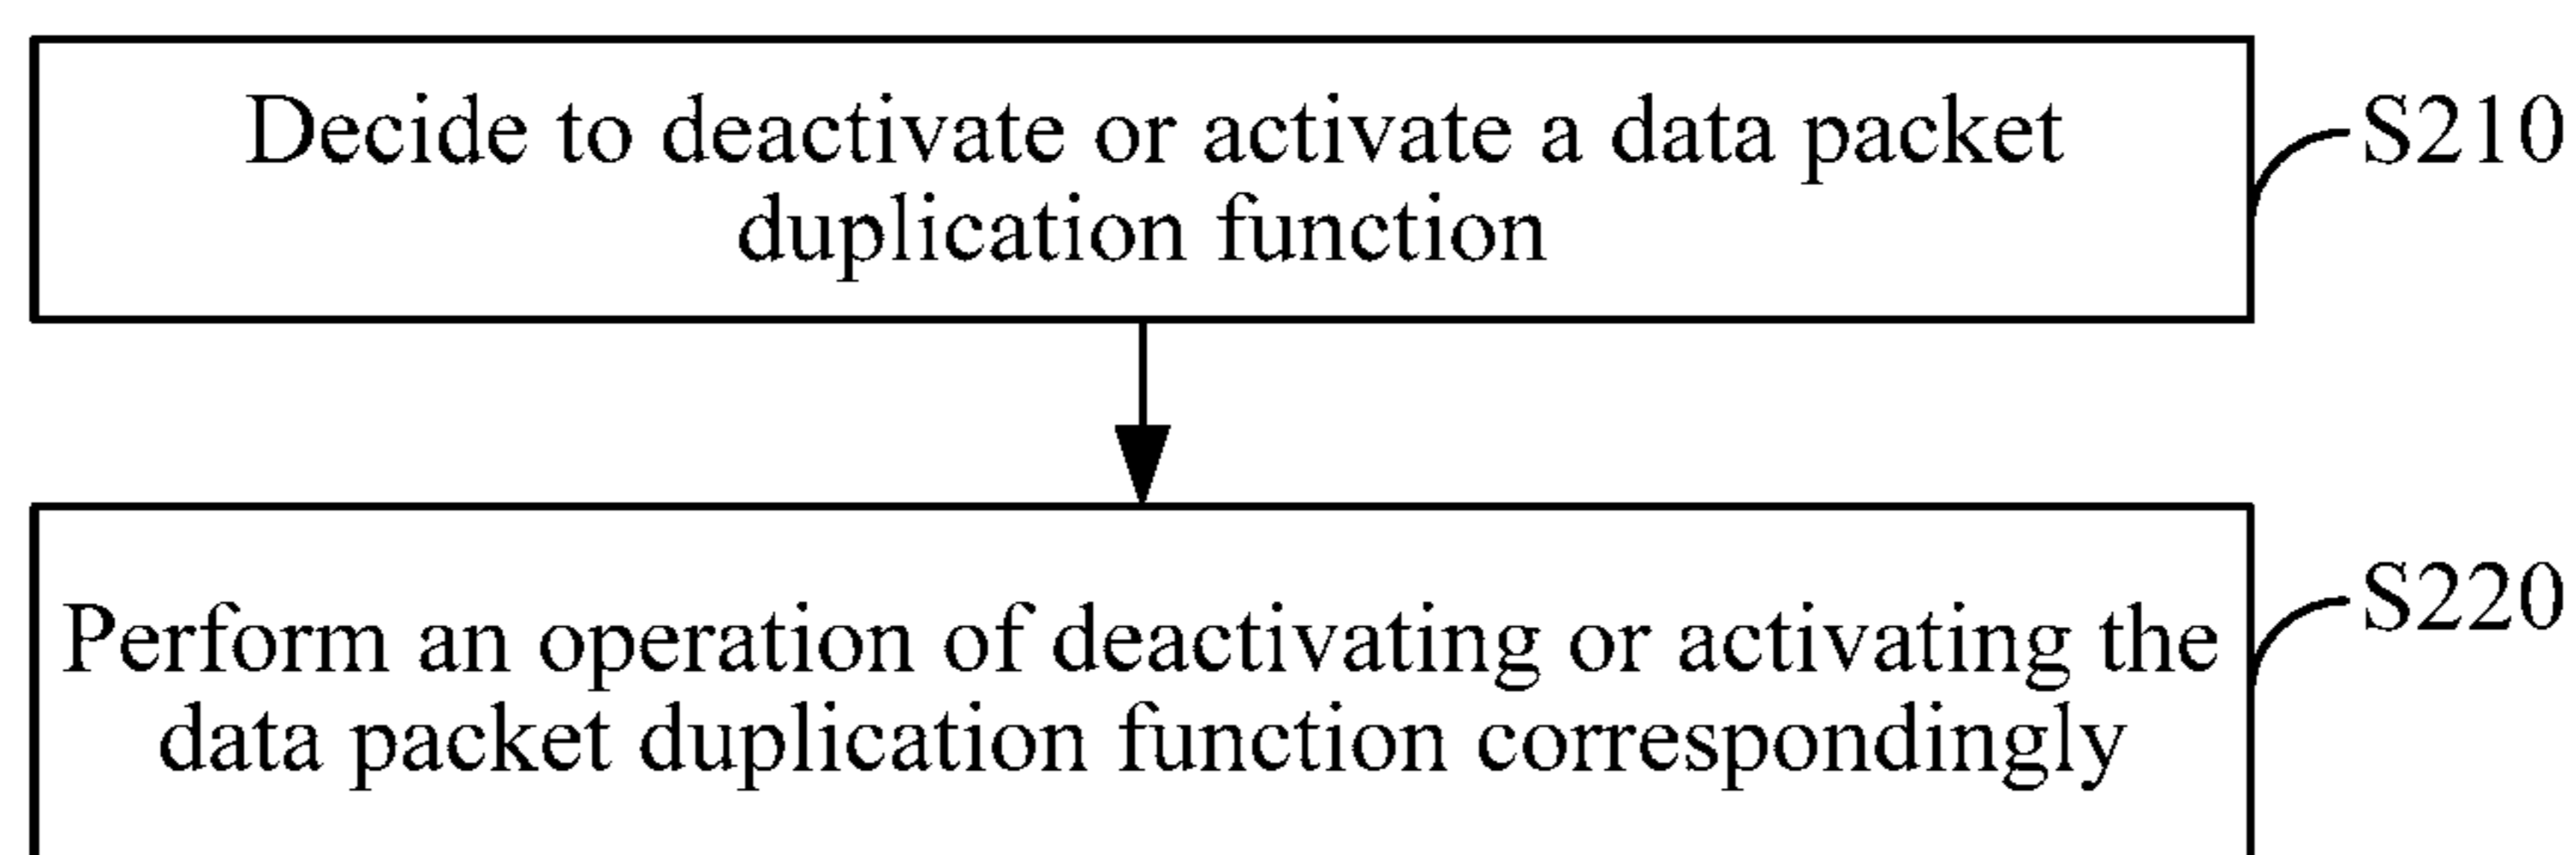 Decide to deactivate or activate a data packet
duplication function
S210
Perform an operation of deactivating or activating the
data packet duplication function correspondingly
S220